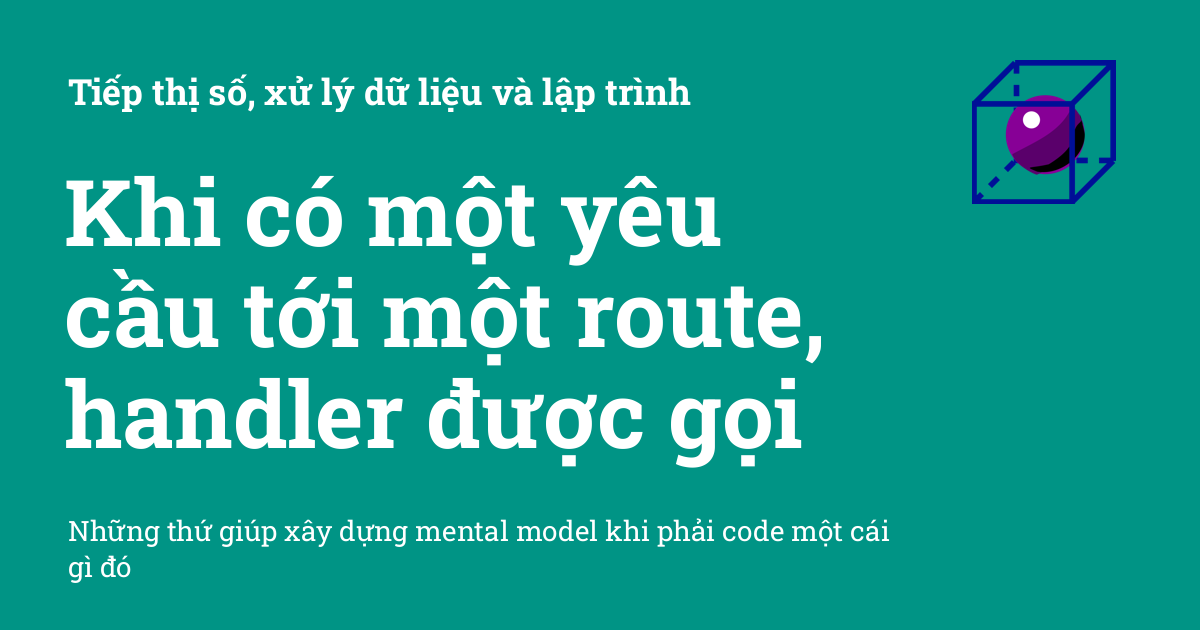 Tiếp thị số, xử lý dữ liệu và lập trình
Khi có một yêu
cầu tới một route,
handler được gọi
Những thứ giúp xây dựng mental model khi phải code một cái
gì đó